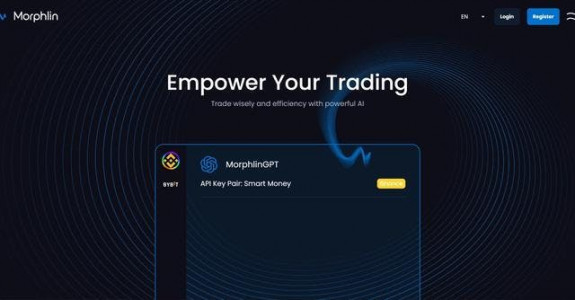 Morphlin
EN
Login
Register
Empower Your Trading
Trade wisely and efficiency with powerful AI
MorphlinGPT
BYBIT
API Key Pair: Smart Money